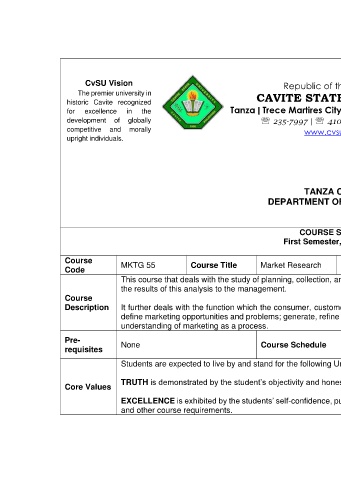 CvSU Vision
The premier university in
historic Cavite recognized
for excellence in the
development of globally
competitive and morally
upright individuals.
Republic of th
CAVITE STATE
Tanza | Trece Martires City
☏ 235-7997 | ☏ 410
www.cvsu
TANZA C
DEPARTMENT OF
COURSE S
First Semester,
Course Code
MKTG 55
Course Title
Market Research
Course Description
This course that deals with the study of planning, collection, an
the results of this analysis to the management.
It further deals with the function which the consumer, custome
define marketing opportunities and problems; generate, refine
understanding of marketing as a process.
Pre-requisites
None
Course Schedule
Core Values
Students are expected to live by and stand for the following Un
TRUTH is demonstrated by the student's objectivity and hones
EXCELLENCE is exhibited by the students' self-confidence, pu
and other course requirements.